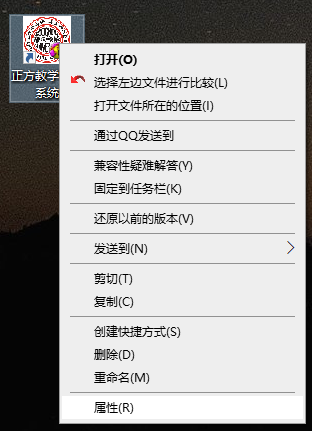 正方教学
系统
打开(O)
选择左边文件进行比较(L)
打开文件所在的位置(I)
通过QQ发送到
兼容性疑难解答(Y)
固定到任务栏(K)
还原以前的版本(V)
发送到(N)
剪切(T)
复制(C)
创建快捷方式(S)
删除(D)
重命名(M)
属性(R)